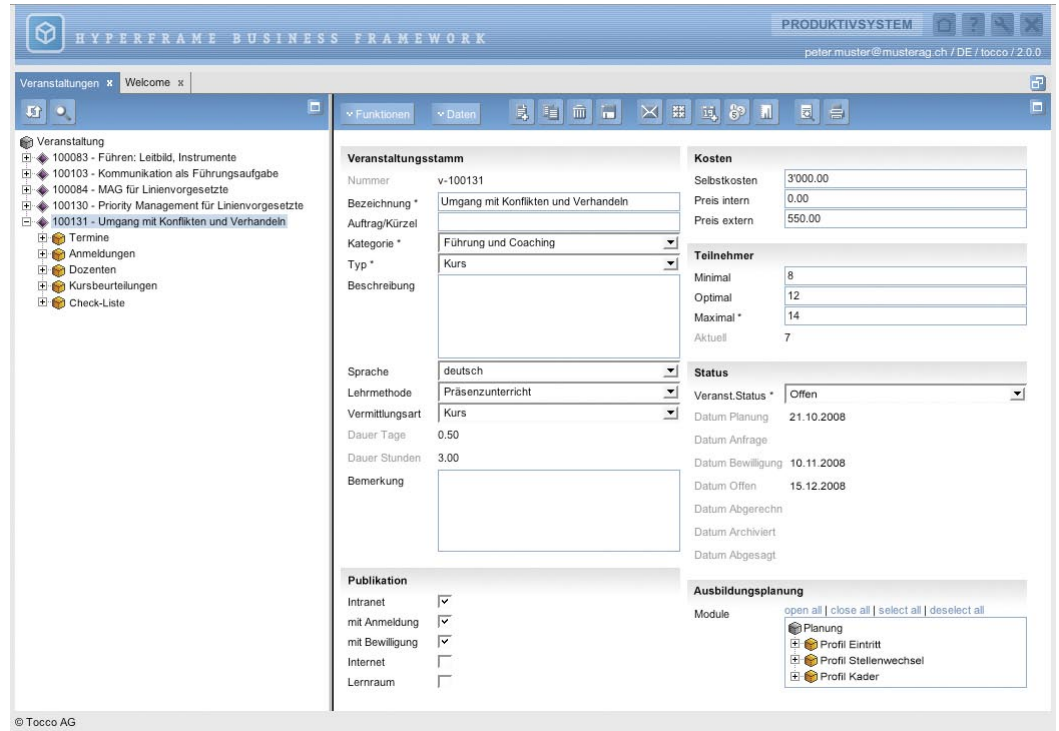 PRODUKTIVSYSTEM
HYPERFRAME BUSINESS FRAMEWORK
peter.muster@musterag.ch / DE / tocco / 2.0.0
Veranstaltungen x Welcome x
Funktionen Daten
Veranstaltung
100083 - Führen: Leitbild, Instrumente
100103 - Kommunikation als Führungsaufgabe
100084 - MAG für Linienvorgesetzte
100130 - Priority Management für Linienvorgesetzte
100131 - Umgang mit Konflikten und Verhandeln
Termine
Anmeldungen
Dozenten
Kursbeurteilungen
Check-Liste
Veranstaltungsstamm
Nummer v-100131
Bezeichnung * Umgang mit Konflikten und Verhandeln
Auftrag/Kürzel
Kategorie * Führung und Coaching
Typ * Kurs
Beschreibung
Sprache deutsch
Lehrmethode Präsenzunterricht
Vermittlungsart Kurs
Dauer Tage 0.50
Dauer Stunden 3.00
Bemerkung
Publikation
Intranet
mit Anmeldung
mit Bewilligung
Internet
Lernraum
Kosten
Selbstkosten 3'000.00
Preis intern 0.00
Preis extern 550.00
Teilnehmer
Minimal 8
Optimal 12
Maximal * 14
Aktuell 7
Status
Veranst.Status * Offen
Datum Planung 21.10.2008
Datum Anfrage
Datum Bewilligung 10.11.2008
Datum Offen 15.12.2008
Datum Abgerechn
Datum Archiviert
Datum Abgesagt
Ausbildungsplanung
Module open all | close all | select all | deselect all
Planung
Profil Eintritt
Profil Stellenwechsel
Profil Kader
© Tocco AG